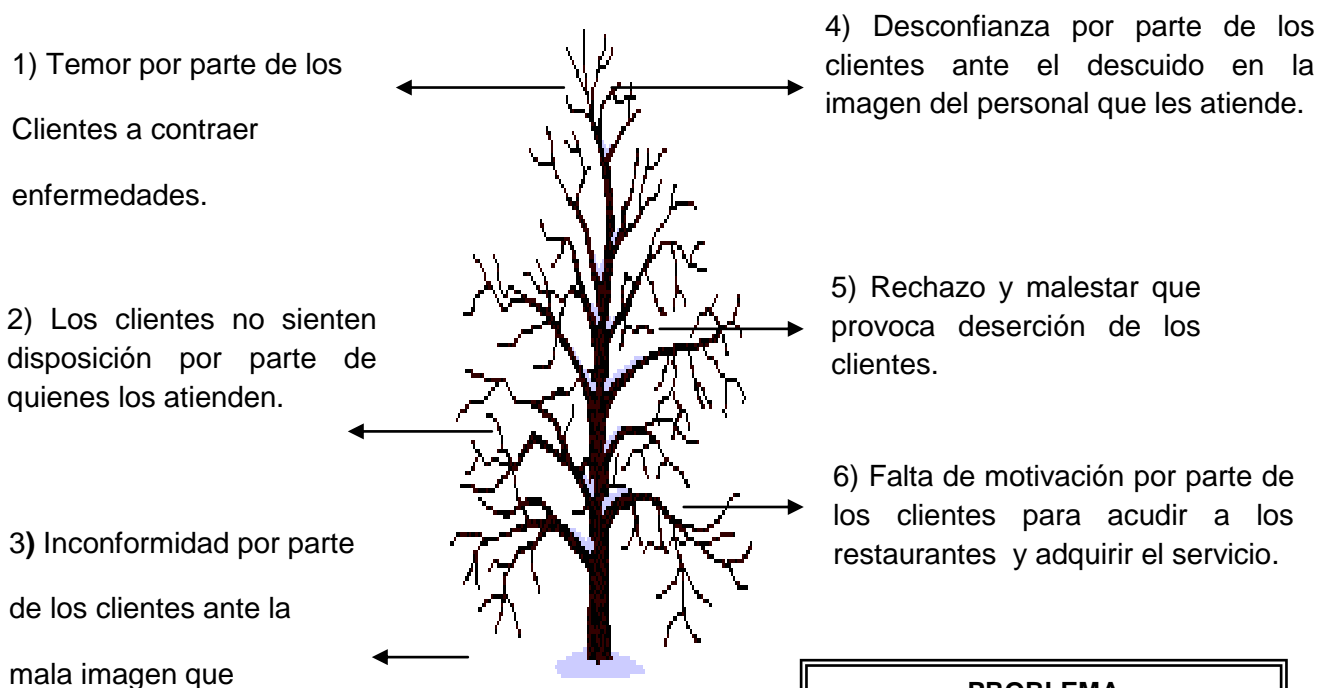 1) Temor por parte de los
Clientes a contraer
enfermedades.
2) Los clientes no sienten
disposición por parte de
quienes los atienden.
3) Inconformidad por parte
de los clientes ante la
mala imagen que
4) Desconfianza por parte de los
clientes ante el descuido en la
imagen del personal que les atiende.
5) Rechazo y malestar que
provoca deserción de los
clientes.
6) Falta de motivación por parte de
los clientes para acudir a los
restaurantes y adquirir el servicio.
PROBLEMA